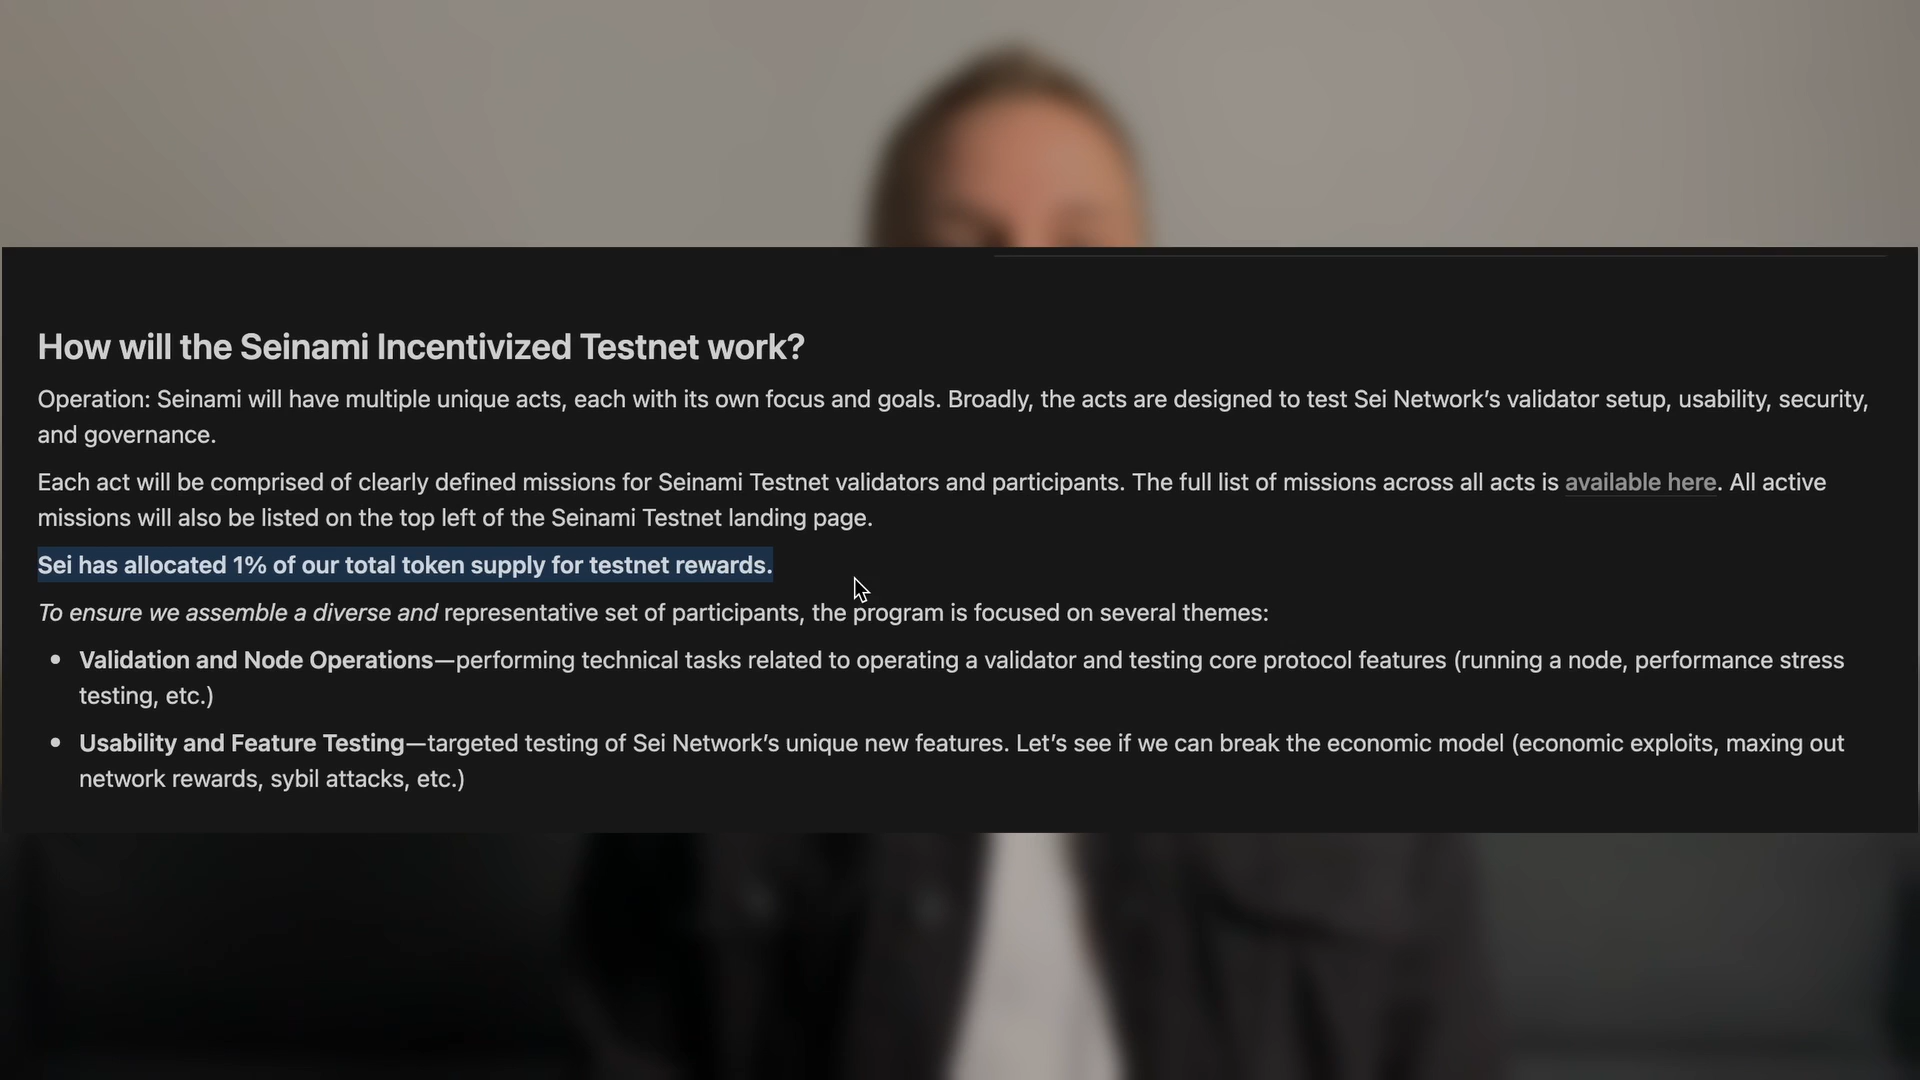 How will the Seinami Incentivized Testnet work?
Operation: Seinami will have multiple unique acts, each with its own focus and goals. Broadly, the acts are designed to test Sei Network’s validator setup, usability, security,
and governance.
Each act will be comprised of clearly defined missions for Seinami Testnet validators and participants. The full list of missions across all acts is available here. All active
missions will also be listed on the top left of the Seinami Testnet landing page.
Sei has allocated 1% of our total token supply for testnet rewards.
To ensure we assemble a diverse and representative set of participants, the program is focused on several themes:
• Validation and Node Operations—performing technical tasks related to operating a validator and testing core protocol features (running a node, performance stress
testing, etc.)
• Usability and Feature Testing—targeted testing of Sei Network’s unique new features. Let’s see if we can break the economic model (economic exploits, maxing out
network rewards, sybil attacks, etc.)